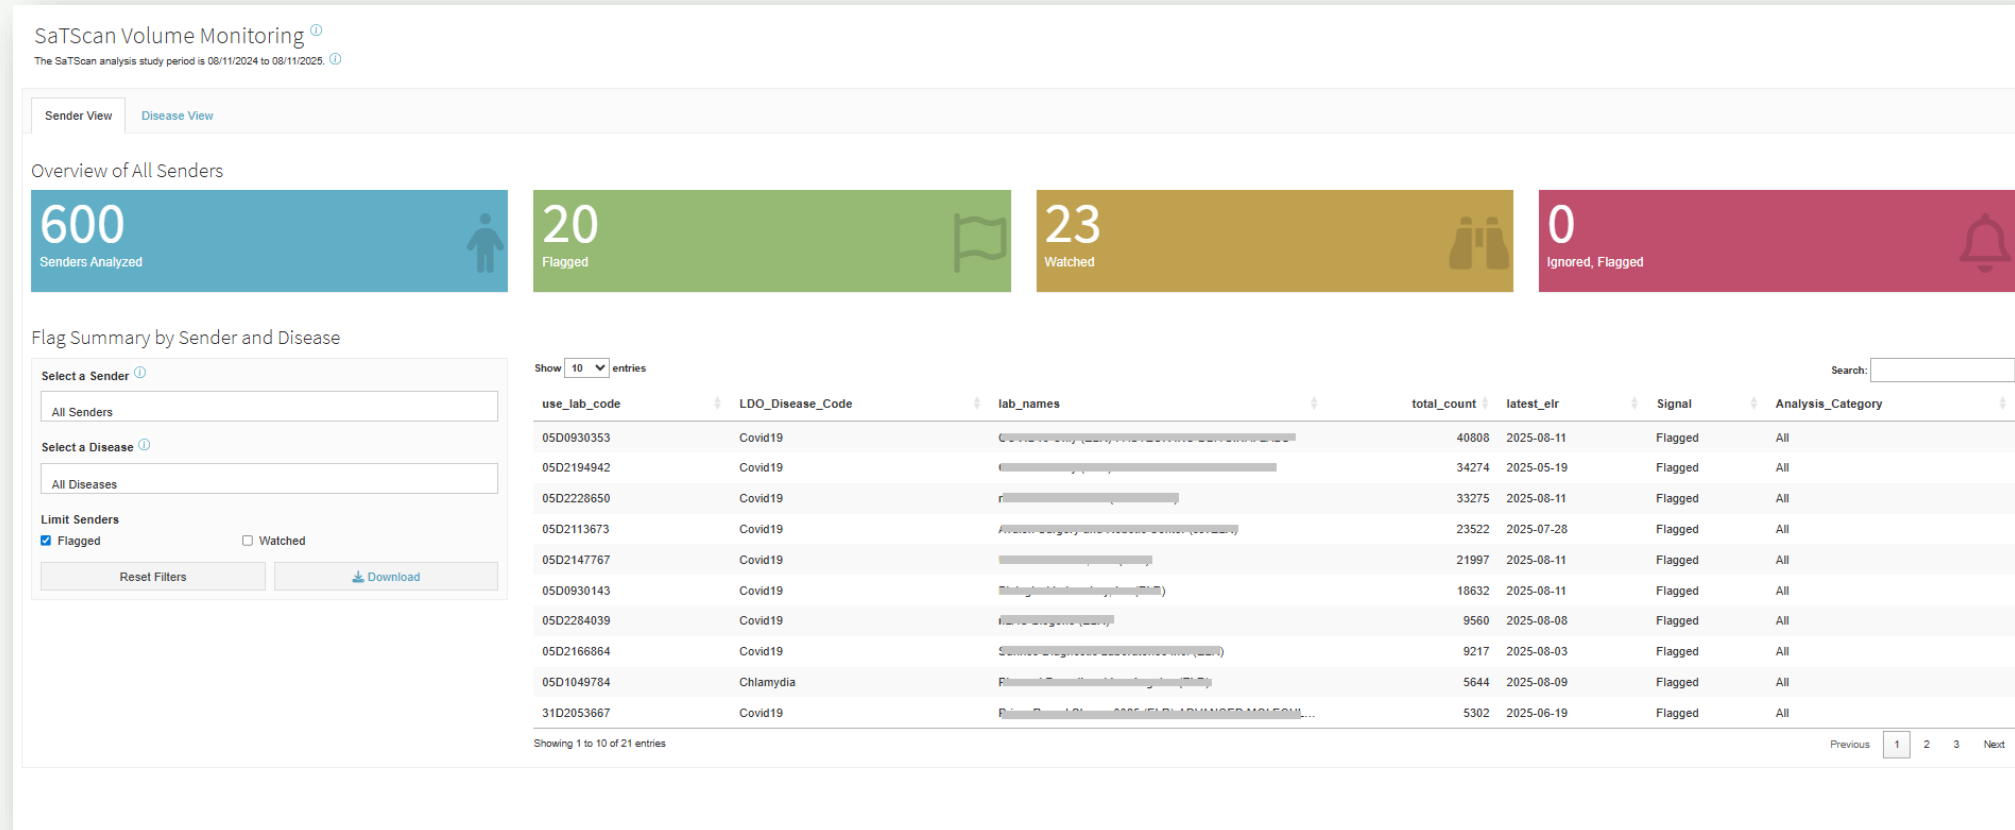 SaTScan Volume Monitoring
The SaTScan analysis study period is 08/11/2024 to 08/11/2025.
Sender View Disease View
Overview of All Senders
600 20 23 0
Senders Analyzed Flagged Watched Ignored, Flagged
Flag Summary by Sender and Disease
Select a Sender
All Senders
Select a Disease
All Diseases
Limit Senders
Flagged Watched
Reset Filters Download
Show 10 entries Search:
use_lab_code LDO_Disease_Code lab_names total_count latest_elr Signal Analysis_Category
05D0930353 Covid19 40808 2025-08-11 Flagged All
05D2194942 Covid19 34274 2025-05-19 Flagged All
05D2228650 Covid19 33275 2025-08-11 Flagged All
05D2113673 Covid19 23522 2025-07-28 Flagged All
05D2147767 Covid19 21997 2025-08-11 Flagged All
05D0930143 Covid19 18632 2025-08-11 Flagged All
05D2284039 Covid19 9560 2025-08-08 Flagged All
05D2166864 Covid19 9217 2025-08-03 Flagged All
05D1049784 Chlamydia 5644 2025-08-09 Flagged All
31D2053667 Covid19 5302 2025-06-19 Flagged All
Showing 1 to 10 of 21 entries Previous 1 2 3 Next